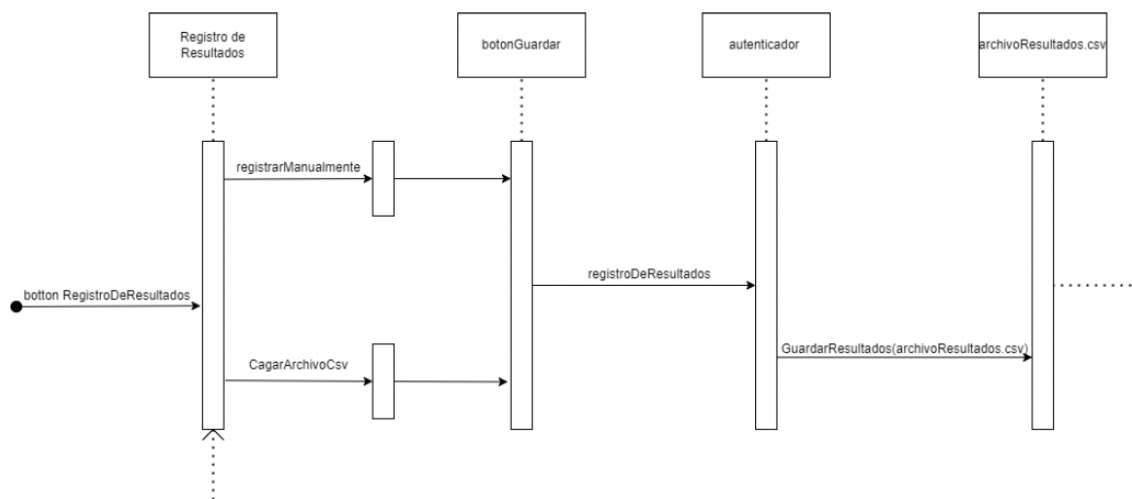 Registro de
Resultados
botonGuardar
autenticador
archivoResultados.csv
registrarManualmente
registroDeResultados
botton RegistroDeResultados
GuardarResultados(archivoResultados.csv)
CagarArchivoCsv